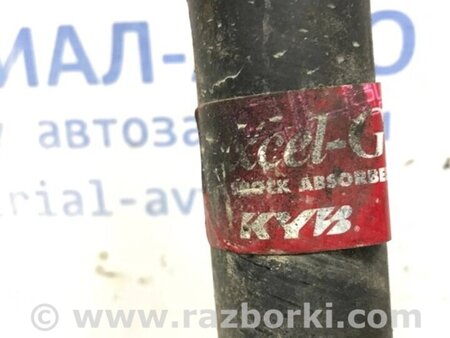 МАЛ-А
автоза
rial-av
xcel-G
SHOCK ABSORBE
KYB
© www.razborki.com